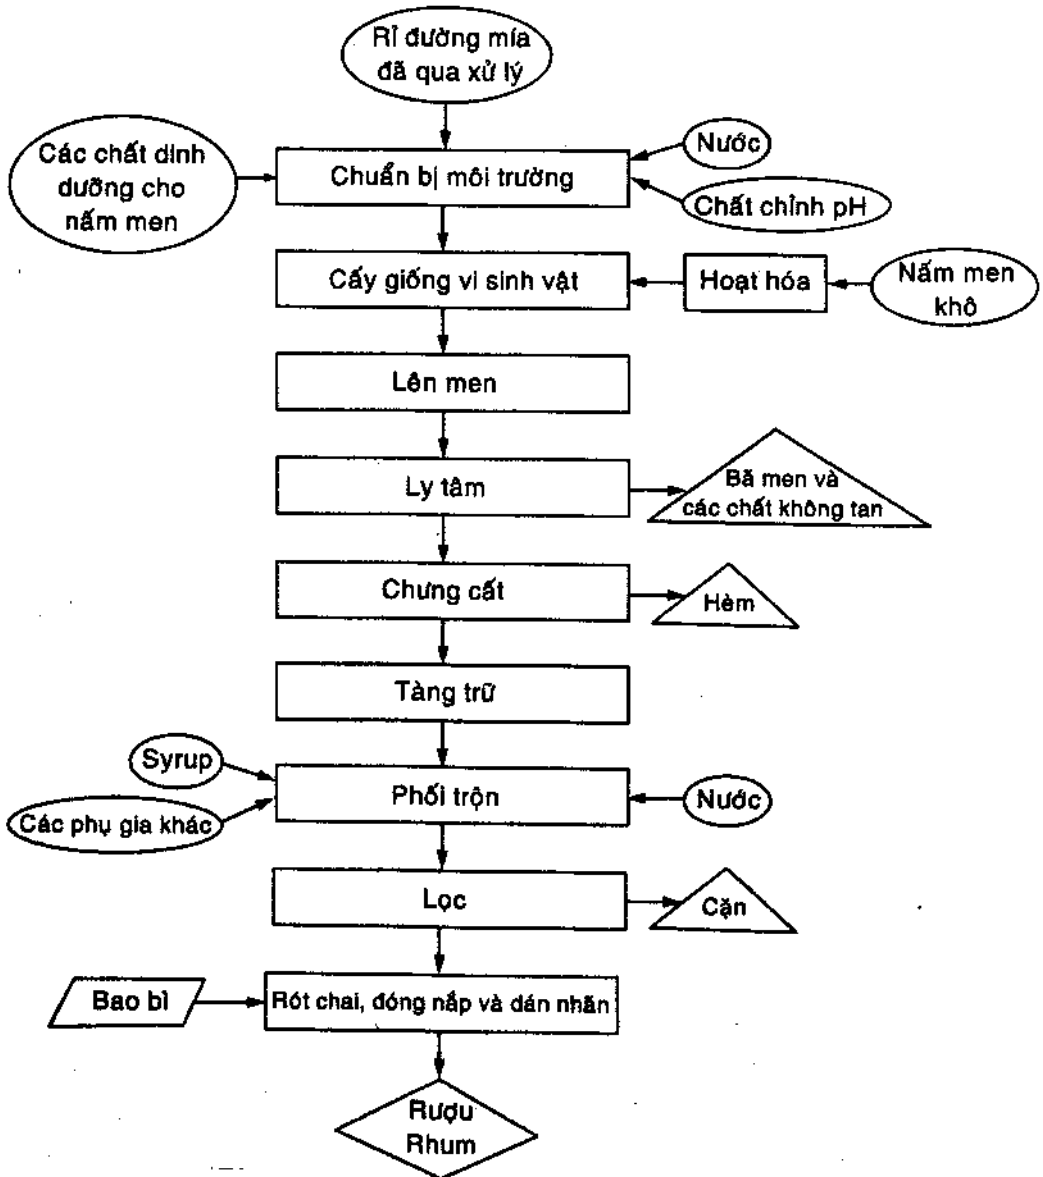 Rỉ đường mía
đã qua xử lý
Các chất dinh
dưỡng cho
nấm men
Chuẩn bị môi trường
Nước
Chất chỉnh pH
Cấy giống vi sinh vật
Hoạt hóa
Nấm men
khô
Lên men
Ly tâm
Bã men và
các chất không tan
Chưng cất
Hèm
Tàng trữ
Syrup
Các phụ gia khác
Phối trộn
Nước
Lọc
Cặn
Bao bì
Rót chai, đóng nắp và dán nhãn
Rượu
Rhum